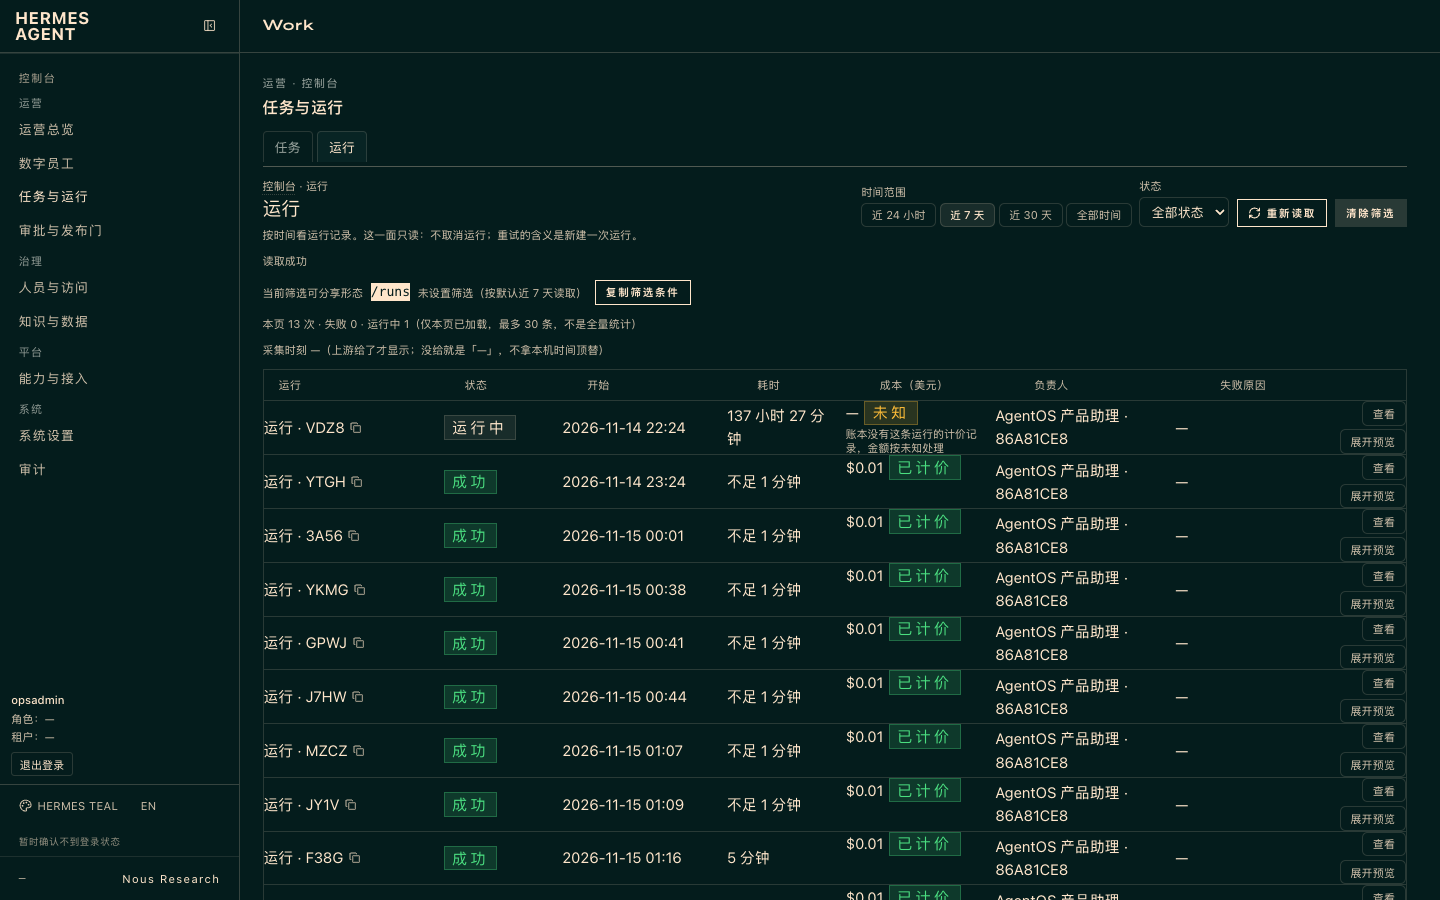 HERMES
AGENT
Work
控制台
运营
运营总览
数字员工
任务与运行
审批与发布门
治理
人员与访问
知识与数据
平台
能力与接入
系统
系统设置
审计
opsadmin
角色：—
租户：—
退出登录
HERMES TEAL EN
暂时确认不到登录状态
— Nous Research
运营 · 控制台
任务与运行
任务 运行
控制台 · 运行
运行
按时间看运行记录。这一面只读：不取消运行；重试的含义是新建一次运行。
时间范围
近 24 小时 近 7 天 近 30 天 全部时间
状态
全部状态 重新读取 清除筛选
读取成功
当前筛选可分享形态 /runs 未设置筛选（按默认近 7 天读取） 复制筛选条件
本页 13 次 · 失败 0 · 运行中 1（仅本页已加载，最多 30 条，不是全量统计）
采集时刻 —（上游给了才显示；没给就是「—」，不拿本机时间顶替）
运行 状态 开始 耗时 成本（美元） 负责人 失败原因
运行 · VDZ8 运行中 2026-11-14 22:24 137 小时 27 分钟 — 未知 账本没有这条运行的计价记录，金额按未知处理 AgentOS 产品助理 · 86A81CE8 — 查看 展开预览
运行 · YTGH 成功 2026-11-14 23:24 不足 1 分钟 $0.01 已计价 AgentOS 产品助理 · 86A81CE8 — 查看 展开预览
运行 · 3A56 成功 2026-11-15 00:01 不足 1 分钟 $0.01 已计价 AgentOS 产品助理 · 86A81CE8 — 查看 展开预览
运行 · YKMG 成功 2026-11-15 00:38 不足 1 分钟 $0.01 已计价 AgentOS 产品助理 · 86A81CE8 — 查看 展开预览
运行 · GPWJ 成功 2026-11-15 00:41 不足 1 分钟 $0.01 已计价 AgentOS 产品助理 · 86A81CE8 — 查看 展开预览
运行 · J7HW 成功 2026-11-15 00:44 不足 1 分钟 $0.01 已计价 AgentOS 产品助理 · 86A81CE8 — 查看 展开预览
运行 · MZCZ 成功 2026-11-15 01:07 不足 1 分钟 $0.01 已计价 AgentOS 产品助理 · 86A81CE8 — 查看 展开预览
运行 · JY1V 成功 2026-11-15 01:09 不足 1 分钟 $0.01 已计价 AgentOS 产品助理 · 86A81CE8 — 查看 展开预览
运行 · F38G 成功 2026-11-15 01:16 5 分钟 $0.01 已计价 AgentOS 产品助理 · 86A81CE8 — 查看 展开预览
$0.01 已计价 AgentOS 产品助理 · 查看